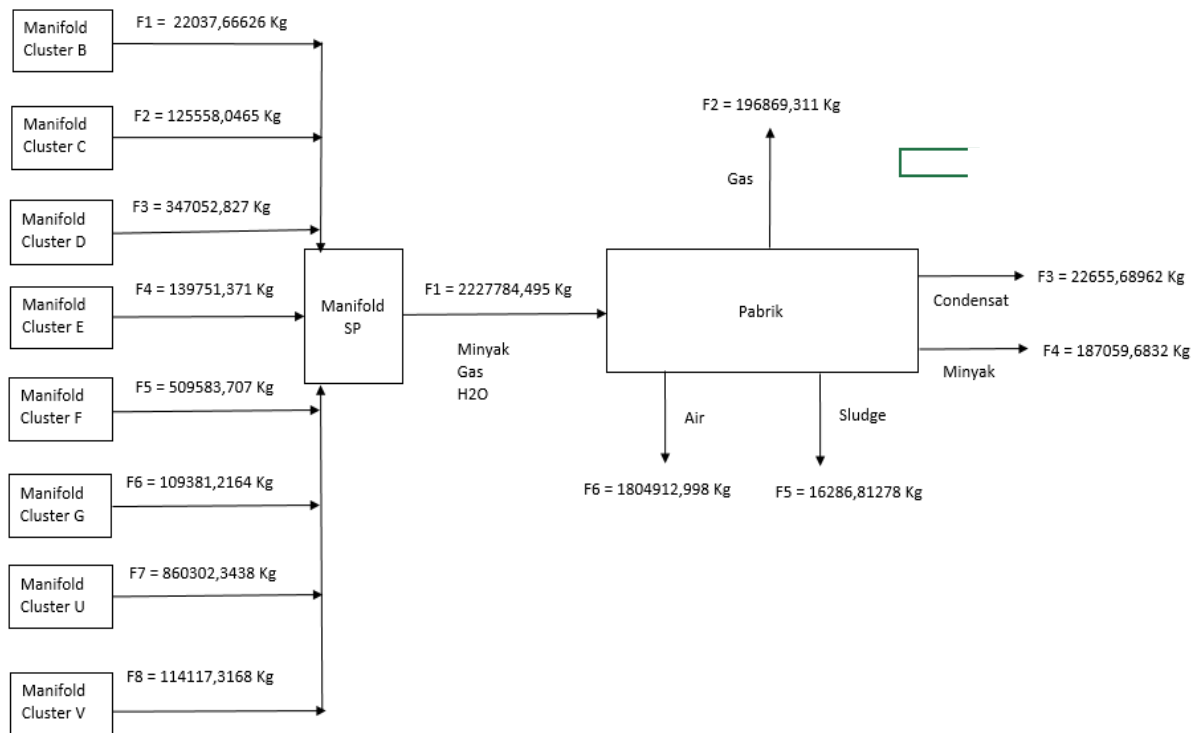 Manifold
Cluster B
F1 =  22037,66626 Kg
Manifold
Cluster C
F2 = 125558,0465 Kg
Manifold
Cluster D
F3 = 347052,827 Kg
Manifold
Cluster E
F4 = 139751,371 Kg
Manifold
Cluster F
F5 = 509583,707 Kg
Manifold
Cluster G
F6 = 109381,2164 Kg
Manifold
Cluster U
F7 = 860302,3438 Kg
Manifold
Cluster V
F8 = 114117,3168 Kg
Manifold
SP
F1 = 2227784,495 Kg
Minyak
Gas
H2O
Pabrik
F2 = 196869,311 Kg
Gas
F3 = 22655,68962 Kg
Condensat
F4 = 187059,6832 Kg
Minyak
Air
F6 = 1804912,998 Kg
Sludge
F5 = 16286,81278 Kg